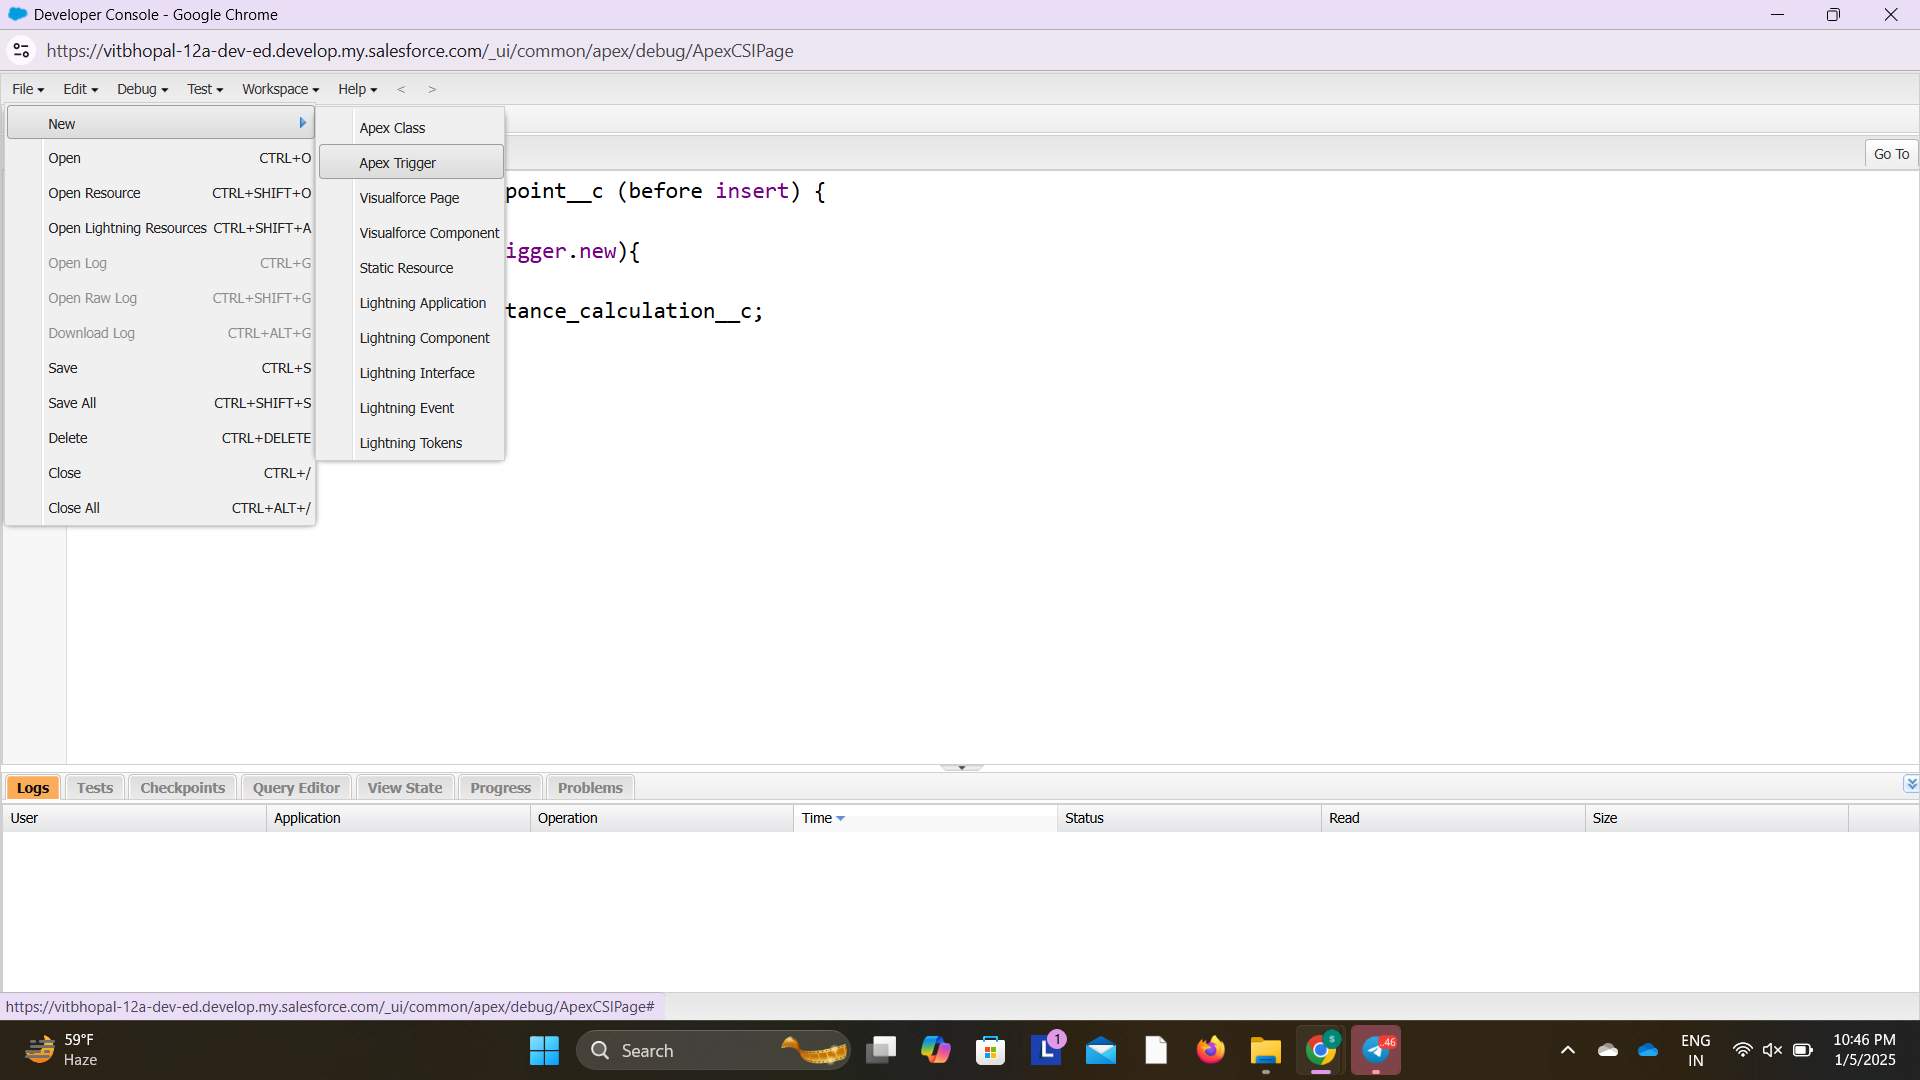 Developer Console - Google Chrome
https://vitbhopal-12a-dev-ed.develop.my.salesforce.com/_ui/common/apex/debug/ApexCSIPage
File Edit Debug Test Workspace Help < >
New
Open CTRL+O
Open Resource CTRL+SHIFT+O
Open Lightning Resources CTRL+SHIFT+A
Open Log CTRL+G
Open Raw Log CTRL+SHIFT+G
Download Log CTRL+ALT+G
Save CTRL+S
Save All CTRL+SHIFT+S
Delete CTRL+DELETE
Close CTRL+/
Close All CTRL+ALT+/
Apex Class
Apex Trigger
Visualforce Page
Visualforce Component
Static Resource
Lightning Application
Lightning Component
Lightning Interface
Lightning Event
Lightning Tokens
Go To
point__c (before insert) {
igger.new){
tance_calculation__c;
Logs Tests Checkpoints Query Editor View State Progress Problems
User Application Operation Time Status Read Size
https://vitbhopal-12a-dev-ed.develop.my.salesforce.com/_ui/common/apex/debug/ApexCSIPage#
59°F
Haze
Search
L
1
$
.46
ENG
IN
10:46 PM
1/5/2025